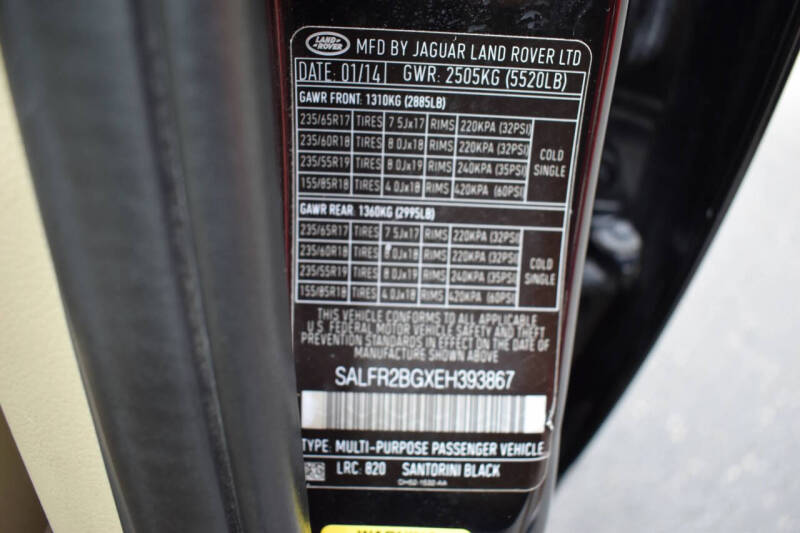 LAND ROVER MFD BY JAGUAR LAND ROVER LTD
DATE: 01/14 GWR: 2505KG (5520LB)
GAWR FRONT: 1310KG (2885LB)
235/65R17 TIRES 7 5Jx17 RIMS 220KPA (32PSI)
235/60R18 TIRES 8 0Jx18 RIMS 220KPA (32PSI)
235/55R19 TIRES 8 0Jx19 RIMS 240KPA (35PSI)
155/85R18 TIRES 4 0Jx18 RIMS 420KPA (60PSI)
COLD
SINGLE
GAWR REAR: 1360KG (2995LB)
235/65R17 TIRES 7 5Jx17 RIMS 220KPA (32PSI)
235/60R18 TIRES 8 0Jx18 RIMS 220KPA (32PSI)
235/55R19 TIRES 8 0Jx19 RIMS 240KPA (35PSI)
155/85R18 TIRES 4 0Jx18 RIMS 420KPA (60PSI)
COLD
SINGLE
THIS VEHICLE CONFORMS TO ALL APPLICABLE
U.S. FEDERAL MOTOR VEHICLE SAFETY AND THEFT
PREVENTION STANDARDS IN EFFECT ON THE DATE OF
MANUFACTURE SHOWN ABOVE
SALFR2BGXEH393867
TYPE: MULTI-PURPOSE PASSENGER VEHICLE
LRC: 820 SANTORINI BLACK